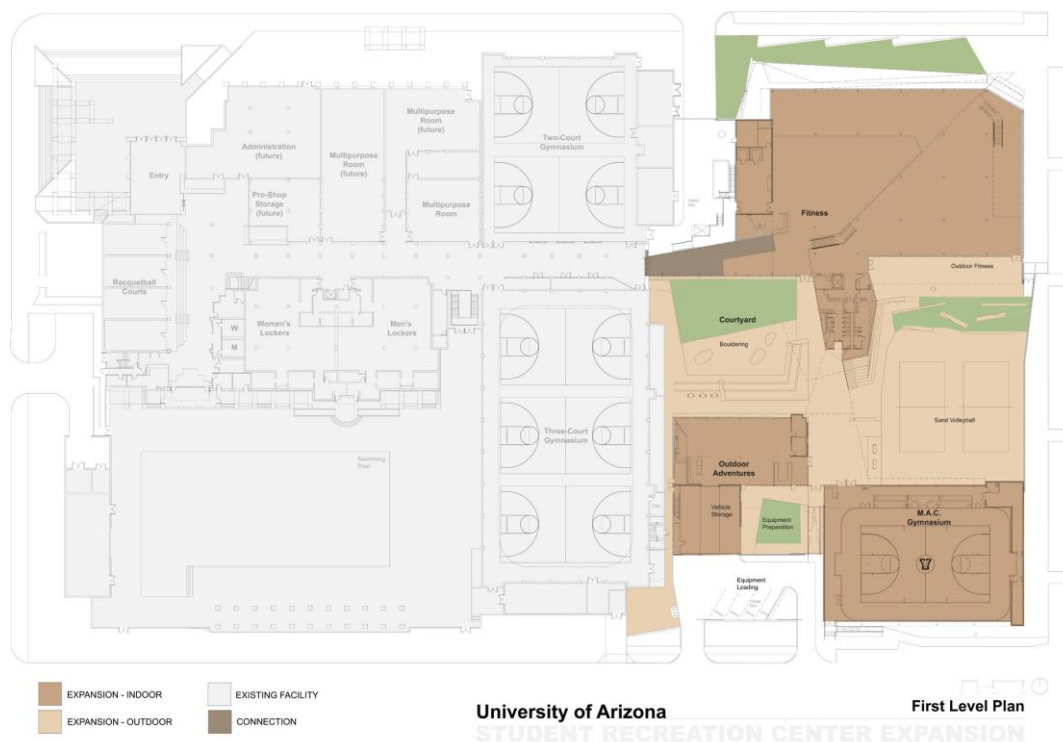 Multipurpose
Room
(future)
Two-Court
Gymnasium
Administration
(future)
Multipurpose
Room
(future)
Entry
Pro-Shop
Storage
(future)
Multipurpose
Room
Fitness
Outdoor Fitness
Racquetball
Courts
W
M
Women's
Lockers
Men's
Lockers
Courtyard
Bouldering
Sand Volleyball
Three-Court
Gymnasium
Swimming
Pool
Outdoor
Adventures
Vehicle
Storage
Equipment
Preparation
M.A.C.
Gymnasium
Equipment
Loading
EXPANSION - INDOOR
EXPANSION - OUTDOOR
EXISTING FACILITY
CONNECTION
University of Arizona
First Level Plan
STUDENT RECREATION CENTER EXPANSION